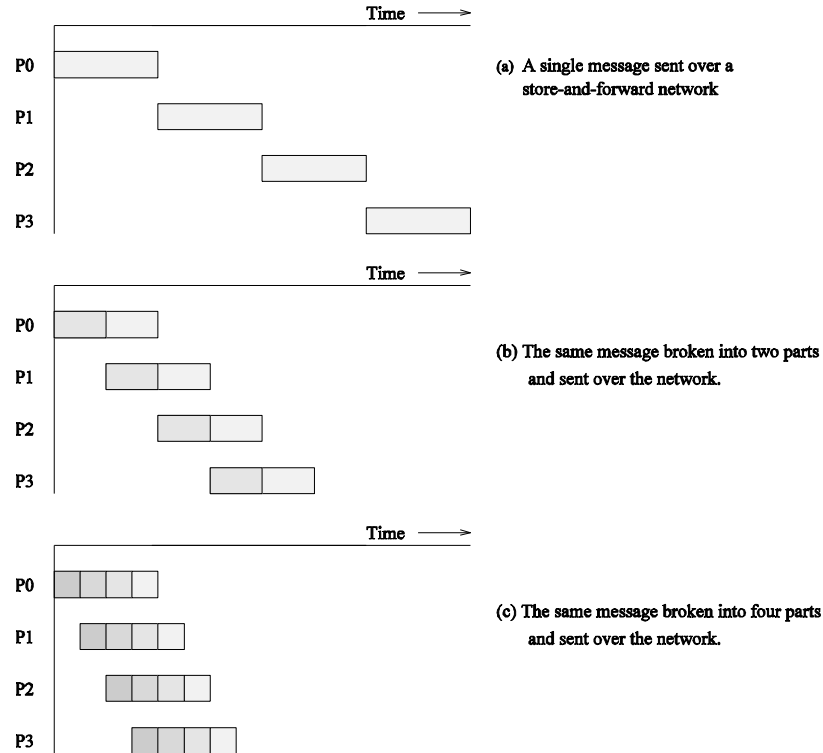 Time
P0
(a) A single message sent over a
store-and-forward network
P1
P2
P3
Time
P0
(b) The same message broken into two parts
and sent over the network.
P1
P2
P3
Time
P0
(c) The same message broken into four parts
and sent over the network.
P1
P2
P3